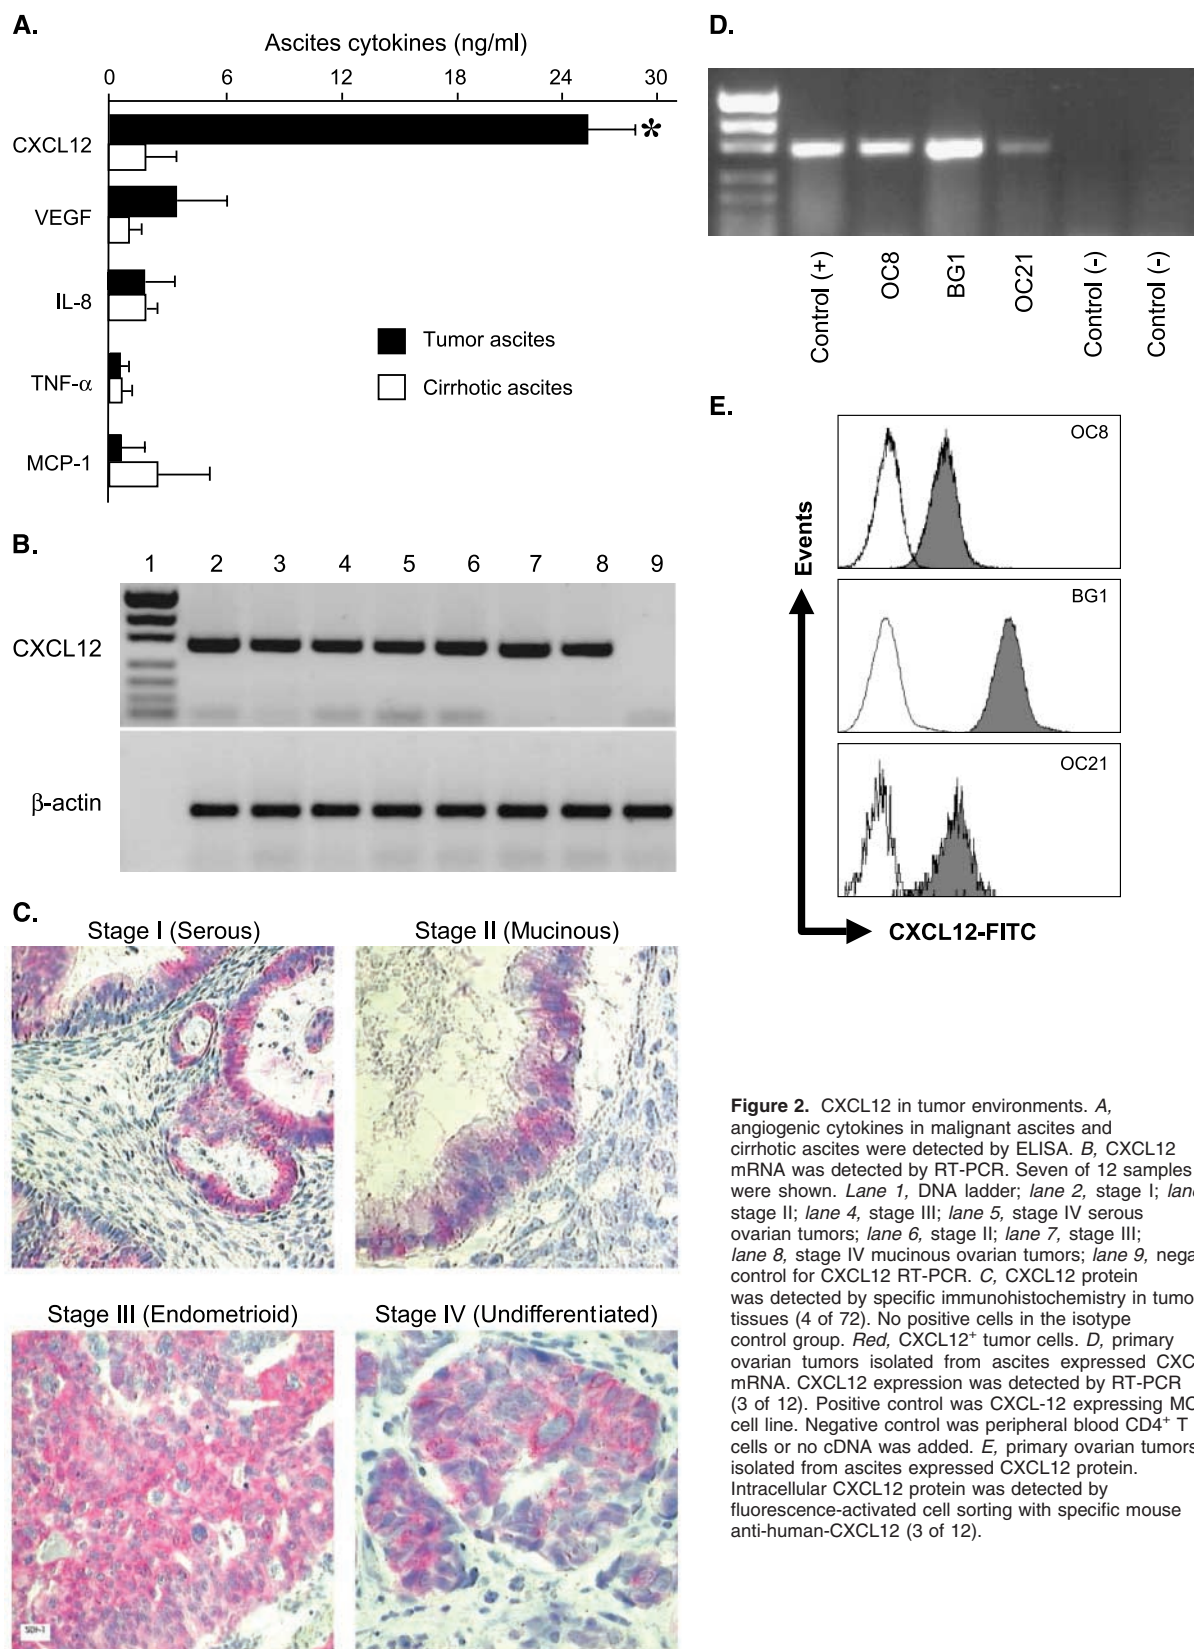 A.
Ascites cytokines (ng/ml)
0 6 12 18 24 30
CXCL12
*
VEGF
IL-8
TNF-α
MCP-1
Tumor ascites
Cirrhotic ascites
B.
1 2 3 4 5 6 7 8 9
CXCL12
β-actin
C.
Stage I (Serous)
Stage II (Mucinous)
Stage III (Endometrioid)
Stage IV (Undifferentiated)
D.
Control (+)
OC8
BG1
OC21
Control (-)
Control (-)
E.
OC8
BG1
OC21
Events
CXCL12-FITC
Figure 2. CXCL12 in tumor environments. A,
angiogenic cytokines in malignant ascites and
cirrhotic ascites were detected by ELISA. B, CXCL12
mRNA was detected by RT-PCR. Seven of 12 samples
were shown. Lane 1, DNA ladder; lane 2, stage I;
stage II; lane 4, stage III; lane 5, stage IV serous
ovarian tumors; lane 6, stage II; lane 7, stage III;
lane 8, stage IV mucinous ovarian tumors; lane 9,
control for CXCL12 RT-PCR. C, CXCL12 protein
was detected by specific immunohistochemistry in
tissues (4 of 72). No positive cells in the isotype
control group. Red, CXCL12⁺ tumor cells. D, primary
ovarian tumors isolated from ascites expressed
mRNA. CXCL12 expression was detected by RT-PCR
(3 of 12). Positive control was CXCL-12 expressing
cell line. Negative control was peripheral blood CD4⁺ T
cells or no cDNA was added. E, primary ovarian tumors
isolated from ascites expressed CXCL12 protein.
Intracellular CXCL12 protein was detected by
fluorescence-activated cell sorting with specific mouse
anti-human-CXCL12 (3 of 12).